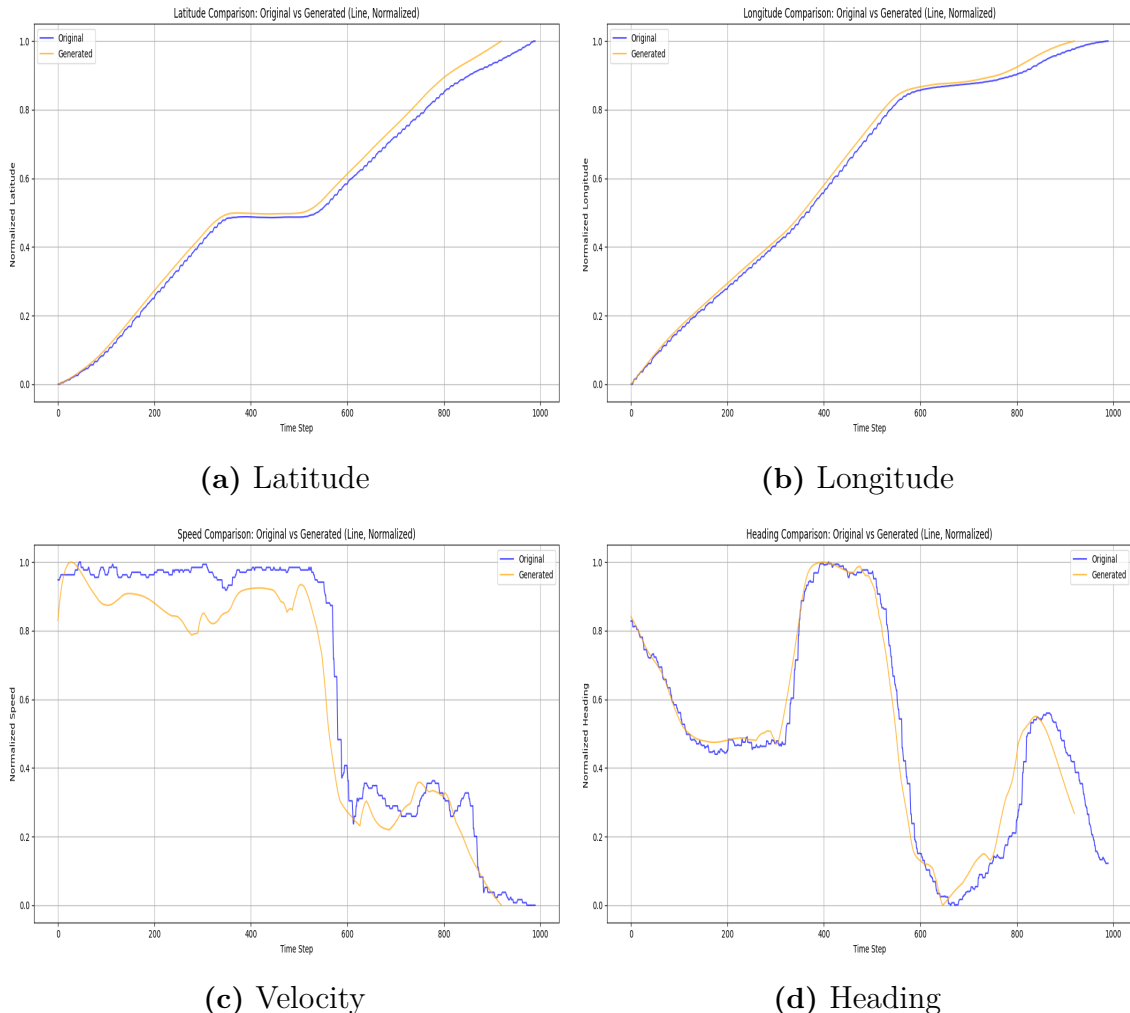 Latitude Comparison: Original vs Generated (Line, Normalized)
Original
Generated
1.0
0.8
0.6
0.4
0.2
0.0
Normalized Latitude
0 200 400 600 800 1000
Time Step
(a) Latitude
Longitude Comparison: Original vs Generated (Line, Normalized)
Original
Generated
1.0
0.8
0.6
0.4
0.2
0.0
Normalized Longitude
0 200 400 600 800 1000
Time Step
(b) Longitude
Speed Comparison: Original vs Generated (Line, Normalized)
Original
Generated
1.0
0.8
0.6
0.4
0.2
0.0
Normalized Speed
0 200 400 600 800 1000
Time Step
(c) Velocity
Heading Comparison: Original vs Generated (Line, Normalized)
Original
Generated
1.0
0.8
0.6
0.4
0.2
0.0
Normalized Heading
0 200 400 600 800 1000
Time Step
(d) Heading